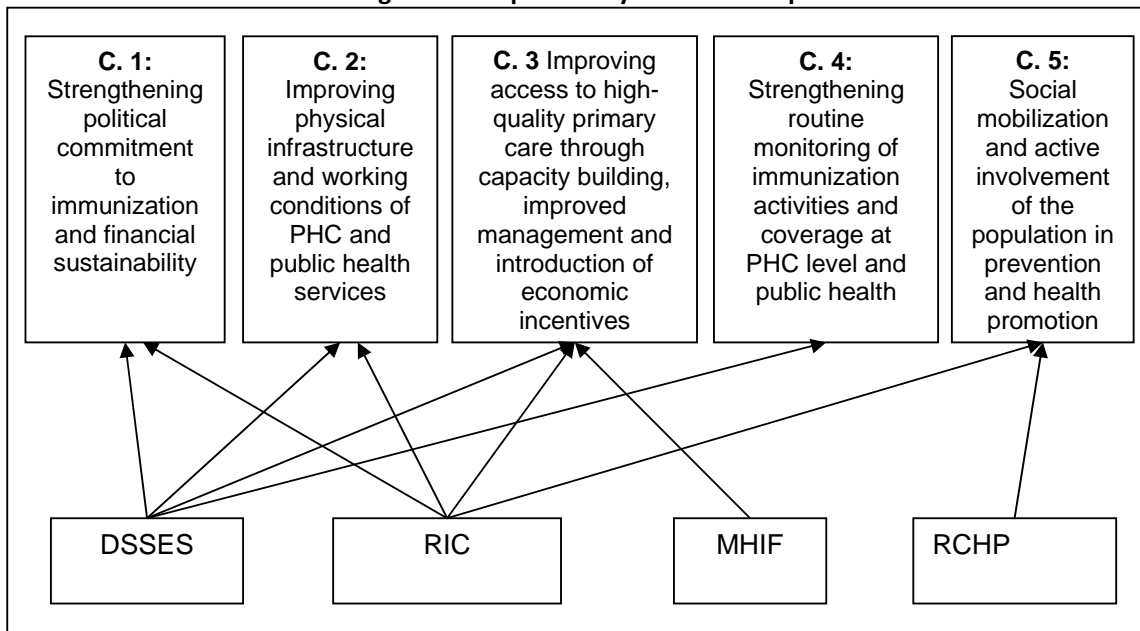 C. 1:
Strengthening
political
commitment
to
immunization
and financial
sustainability
C. 2:
Improving
physical
infrastructure
and working
conditions of
PHC and
public health
services
C. 3 Improving
access to high-
quality primary
care through
capacity building,
improved
management and
introduction of
economic
incentives
C. 4:
Strengthening
routine
monitoring of
immunization
activities and
coverage at
PHC level and
public health
C. 5:
Social
mobilization
and active
involvement
of the
population in
prevention
and health
promotion
DSSES
RIC
MHIF
RCHP